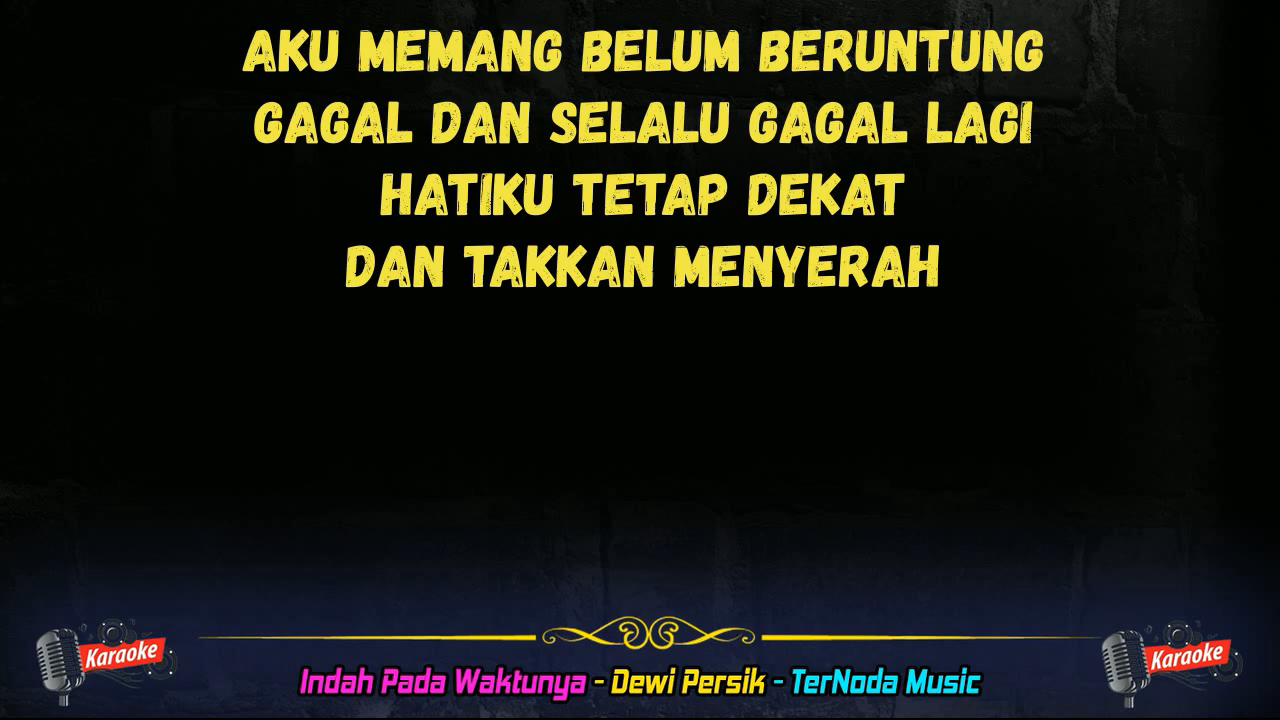 AKU MEMANG BELUM BERUNTUNG
GAGAL DAN SELALU GAGAL LAGI
HATIKU TETAP DEKAT
DAN TAKKAN MENYERAH
Karaoke
Karaoke
Indah Pada Waktunya - Dewi Persik - TerNoda Music